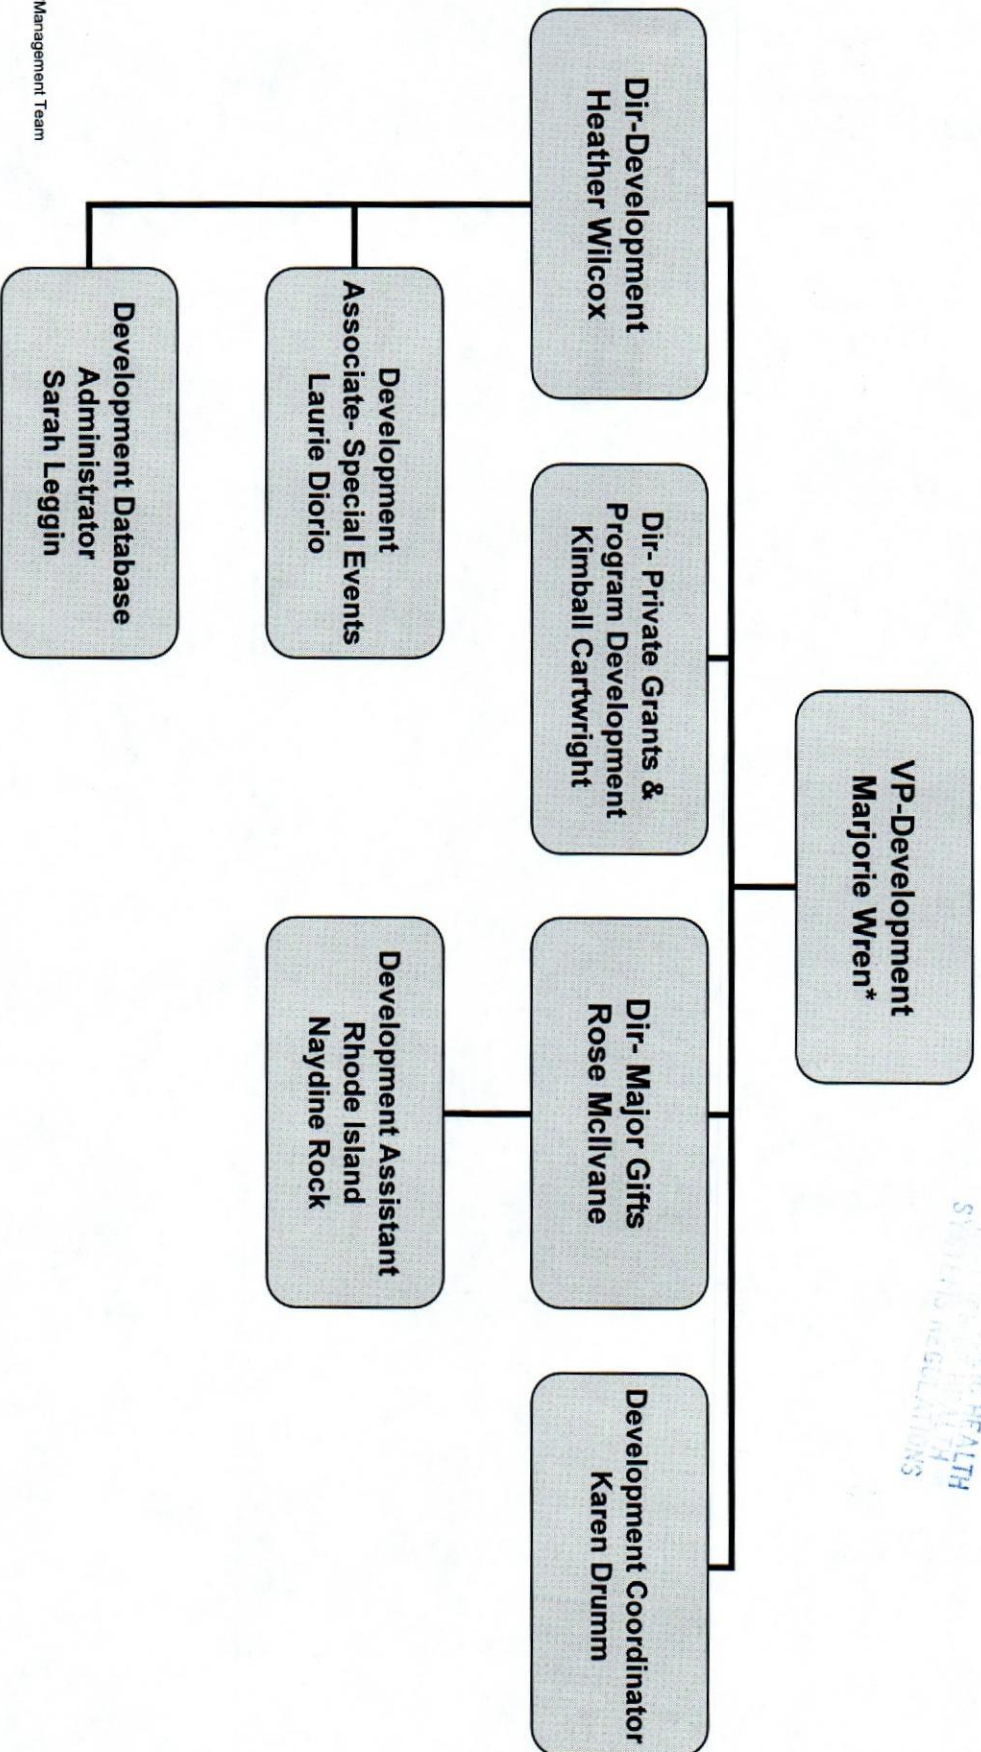 HEALTH
REGULATIONS
VP-Development
Marjorie Wren*
Dir-Development
Heather Wilcox
Dir- Private Grants &
Program Development
Kimball Cartwright
Dir- Major Gifts
Rose McIlvane
Development Coordinator
Karen Drumm
Development
Associate- Special Events
Laurie Diorio
Development Assistant
Rhode Island
Naydine Rock
Development Database
Administrator
Sarah Leggin
Management Team